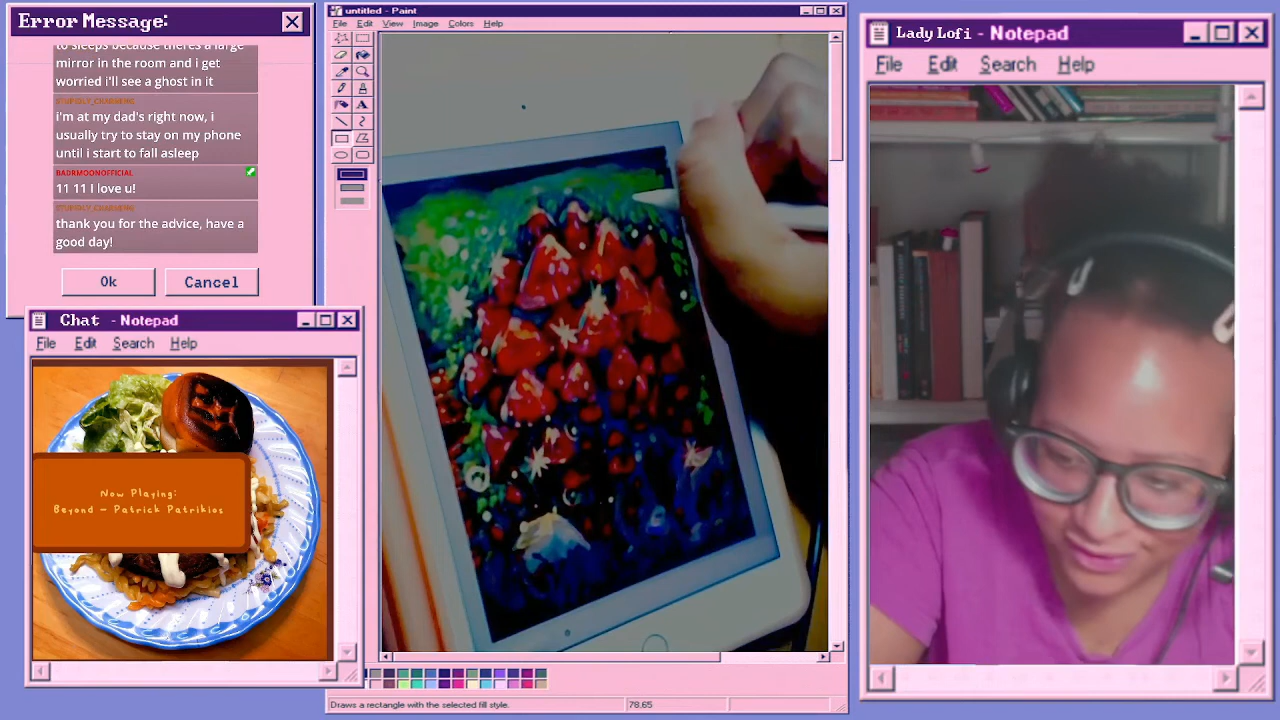 Error Message:
to sleeps because theres a large
mirror in the room and i get
worried i'll see a ghost in it
STUPIDLY_CHARMING
i'm at my dad's right now, i
usually try to stay on my phone
until i start to fall asleep
BADRMOONOFFICIAL
11 11 I love u!
STUPIDLY_CHARMING
thank you for the advice, have a
good day!
Ok Cancel
Chat - Notepad
File Edit Search Help
Now Playing:
Beyond – Patrick Patrikios
untitled - Paint
File Edit View Image Colors Help
A
Draws a rectangle with the selected fill style.
78,65
Lady Lofi - Notepad
File Edit Search Help